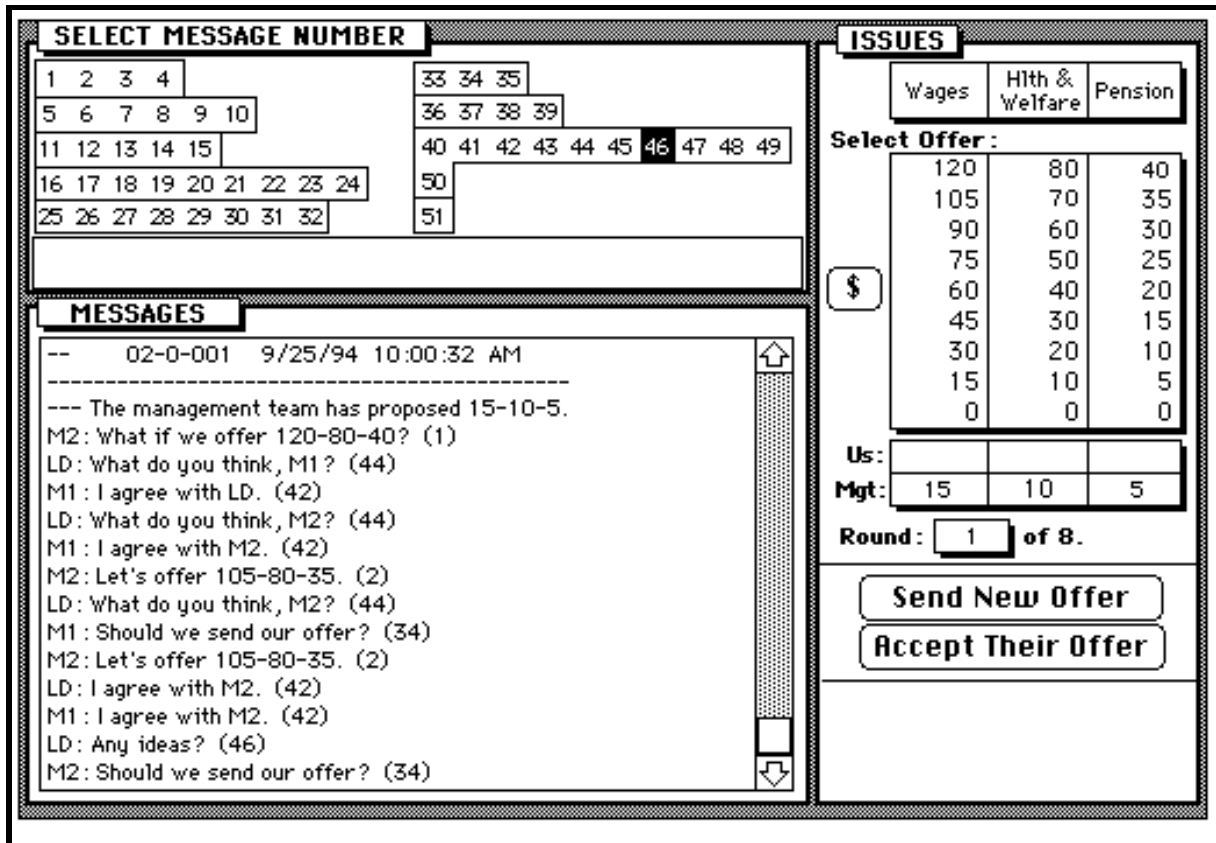 SELECT MESSAGE NUMBER
1 2 3 4
5 6 7 8 9 10
11 12 13 14 15
16 17 18 19 20 21 22 23 24
25 26 27 28 29 30 31 32
33 34 35
36 37 38 39
40 41 42 43 44 45 46 47 48 49
50
51
MESSAGES
-- 02-0-001 9/25/94 10:00:32 AM
---------------------------------------------
--- The management team has proposed 15-10-5.
M2: What if we offer 120-80-40? (1)
LD: What do you think, M1? (44)
M1: I agree with LD. (42)
LD: What do you think, M2? (44)
M1: I agree with M2. (42)
M2: Let's offer 105-80-35. (2)
LD: What do you think, M2? (44)
M1: Should we send our offer? (34)
M2: Let's offer 105-80-35. (2)
LD: I agree with M2. (42)
M1: I agree with M2. (42)
LD: Any ideas? (46)
M2: Should we send our offer? (34)
ISSUES
Wages Hlth & Welfare Pension
Select Offer:
120 80 40
105 70 35
90 60 30
75 50 25
$
60 40 20
45 30 15
30 20 10
15 10 5
0 0 0
Us:
Mgt: 15 10 5
Round: 1 of 8.
Send New Offer
Accept Their Offer